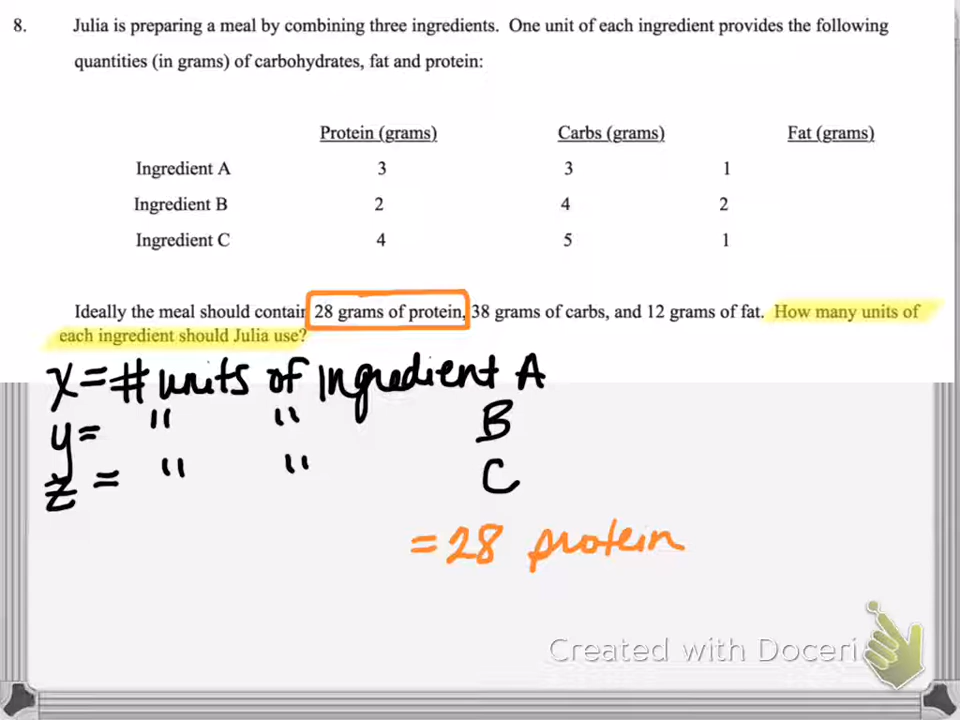 8. Julia is preparing a meal by combining three ingredients. One unit of each ingredient provides the following
quantities (in grams) of carbohydrates, fat and protein:
Protein (grams) Carbs (grams) Fat (grams)
Ingredient A 3 3 1
Ingredient B 2 4 2
Ingredient C 4 5 1
Ideally the meal should contain 28 grams of protein, 38 grams of carbs, and 12 grams of fat. How many units of
each ingredient should Julia use?
x = # units of ingredient A
y = " " B
z = " " C
= 28 protein
Created with Doceri